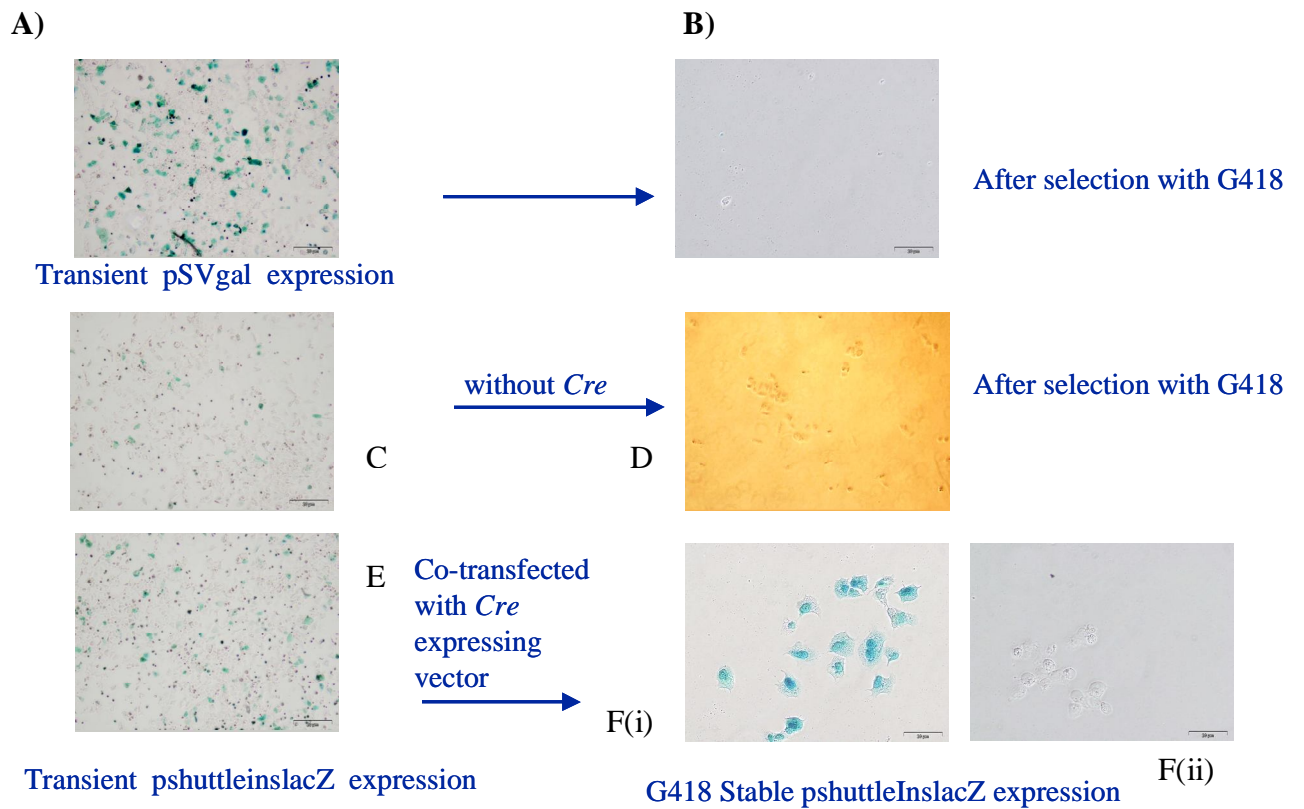 A)
B)
After selection with G418
Transient pSVgal expression
without Cre
After selection with G418
C
D
E
Co-transfected
with Cre
expressing
vector
F(i)
F(ii)
Transient pshuttleinslacZ expression
G418 Stable pshuttleInslacZ expression